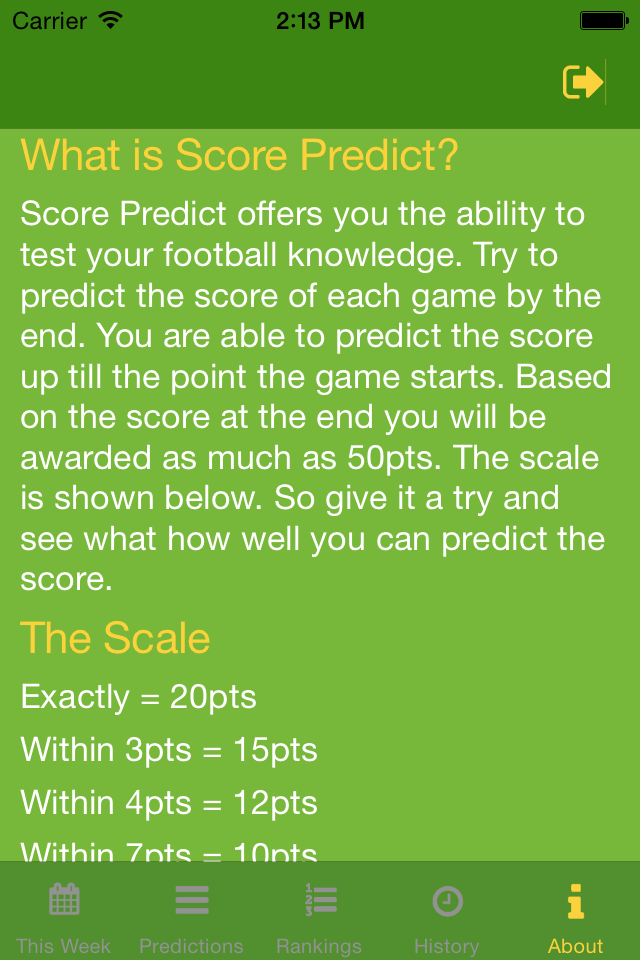 Carrier 2:13 PM
What is Score Predict?
Score Predict offers you the ability to
test your football knowledge. Try to
predict the score of each game by the
end. You are able to predict the score
up till the point the game starts. Based
on the score at the end you will be
awarded as much as 50pts. The scale
is shown below. So give it a try and
see what how well you can predict the
score.
The Scale
Exactly = 20pts
Within 3pts = 15pts
Within 4pts = 12pts
Within 7pts = 10pts
1
2
3
This Week Predictions Rankings History About